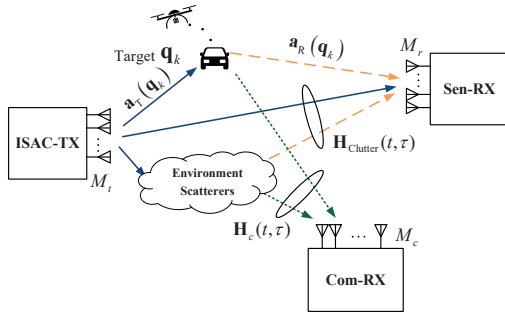 Target q_k
a_T(q_k)
a_R(q_k)
M_r
Sen-RX
ISAC-TX
M_t
H_Clutter(t,τ)
Environment
Scatterers
H_c(t,τ)
M_c
Com-RX